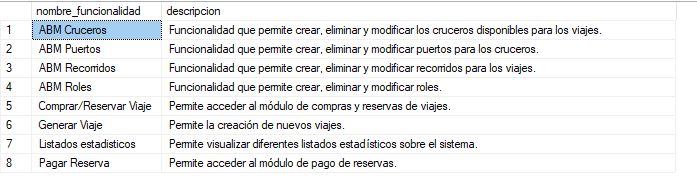 nombre_funcionalidad descripcion
1 ABM Cruceros Funcionalidad que permite crear, eliminar y modificar los cruceros disponibles para los viajes.
2 ABM Puertos Funcionalidad que permite crear, eliminar y modificar puertos para los cruceros.
3 ABM Recorridos Funcionalidad que permite crear, eliminar y modificar recorridos para los viajes.
4 ABM Roles Funcionalidad que permite crear, eliminar y modificar roles.
5 Comprar/Reservar Viaje Permite acceder al módulo de compras y reservas de viajes.
6 Generar Viaje Permite la creación de nuevos viajes.
7 Listados estadisticos Permite visualizar diferentes listados estadísticos sobre el sistema.
8 Pagar Reserva Permite acceder al módulo de pago de reservas.